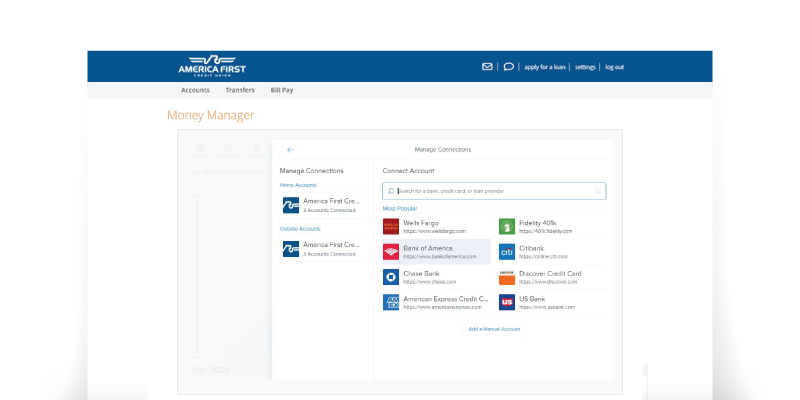 AMERICA FIRST
CREDIT UNION
apply for a loan
settings
log out
Accounts
Transfers
Bill Pay
Money Manager
Manage Connections
Manage Connections
Home Accounts
America First Cre...
3 Accounts Connected
Outside Accounts
America First Cre...
3 Accounts Connected
Connect Account
Search for a bank, credit card, or loan provider
Most Popular
Wells Fargo
https://www.wellsfargo.com
Fidelity 401k
https://401k.fidelity.com
Bank of America
https://www.bankofamerica.com
citi
Citibank
https://online.citi.com
Chase Bank
https://www.chase.com
Discover Credit Card
https://www.discover.com
American Express Credit C...
https://www.americanexpress.com
US Bank
https://www.usbank.com
Add a Manual Account
May 2020